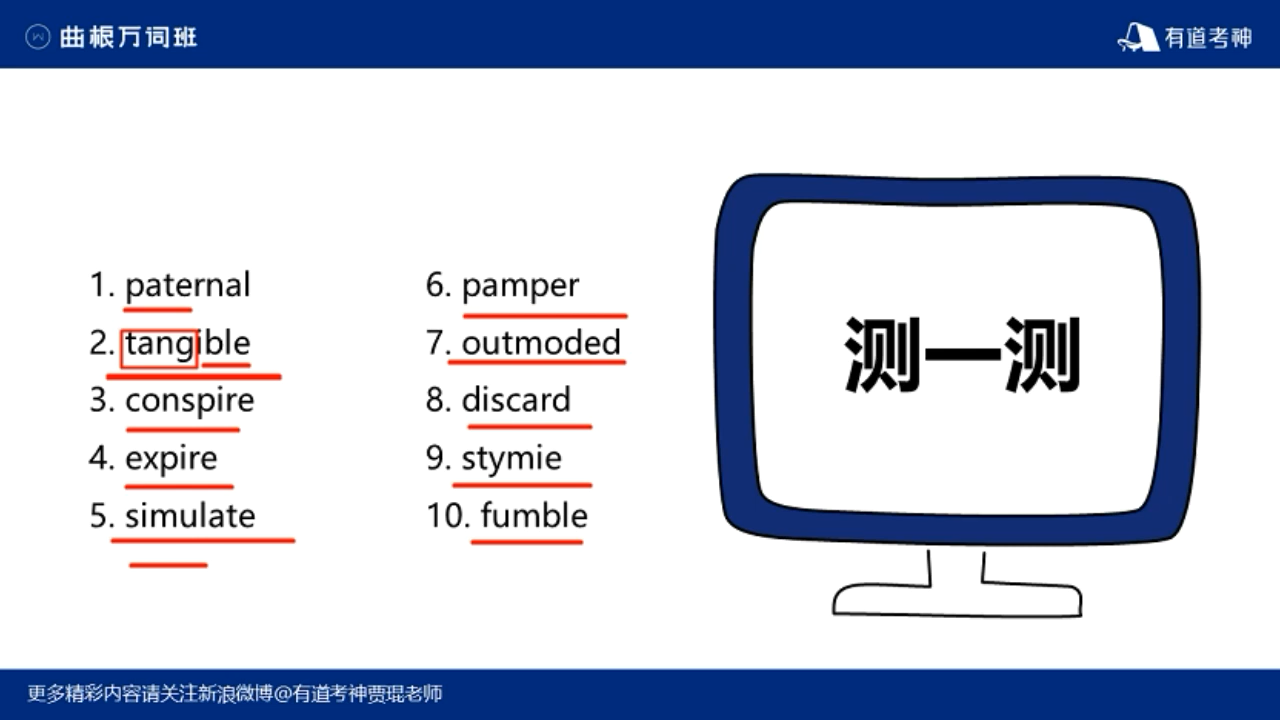 曲根万词班
有道考神
1. paternal
2. tangible
3. conspire
4. expire
5. simulate
6. pamper
7. outmoded
8. discard
9. stymie
10. fumble
测一测
更多精彩内容请关注新浪微博@有道考神贾琨老师